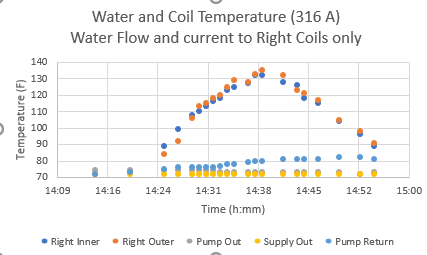 Water and Coil Temperature (316 A)
Water Flow and current to Right Coils only
Temperature (F)
140
130
120
110
100
90
80
70
14:09 14:16 14:24 14:31 14:38 14:45 14:52 15:00
Time (h:mm)
Right Inner Right Outer Pump Out Supply Out Pump Return